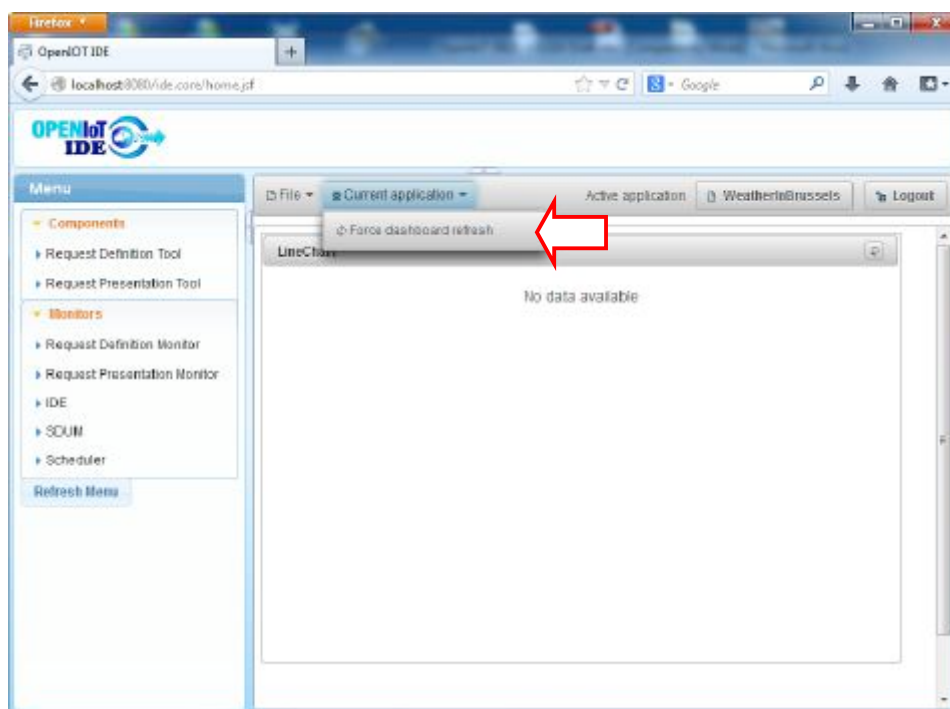 Firefox
OpenIOT IDE
localhost:8080/ide.core/home.jsf
Google
OPENIoT
IDE
Menu
File
Current application
Active application
WeatherInBrussels
Logout
Force dashboard refresh
Components
Request Definition Tool
Request Presentation Tool
Monitors
Request Definition Monitor
Request Presentation Monitor
IDE
SDUM
Scheduler
Refresh Menu
LineChart
No data available